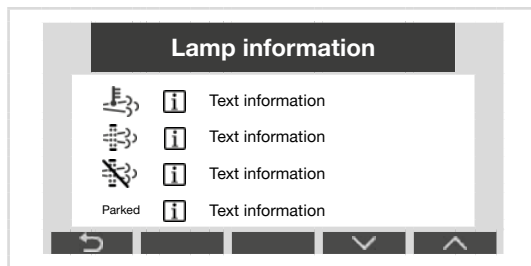 Lamp information
i Text information
i Text information
i Text information
Parked i Text information